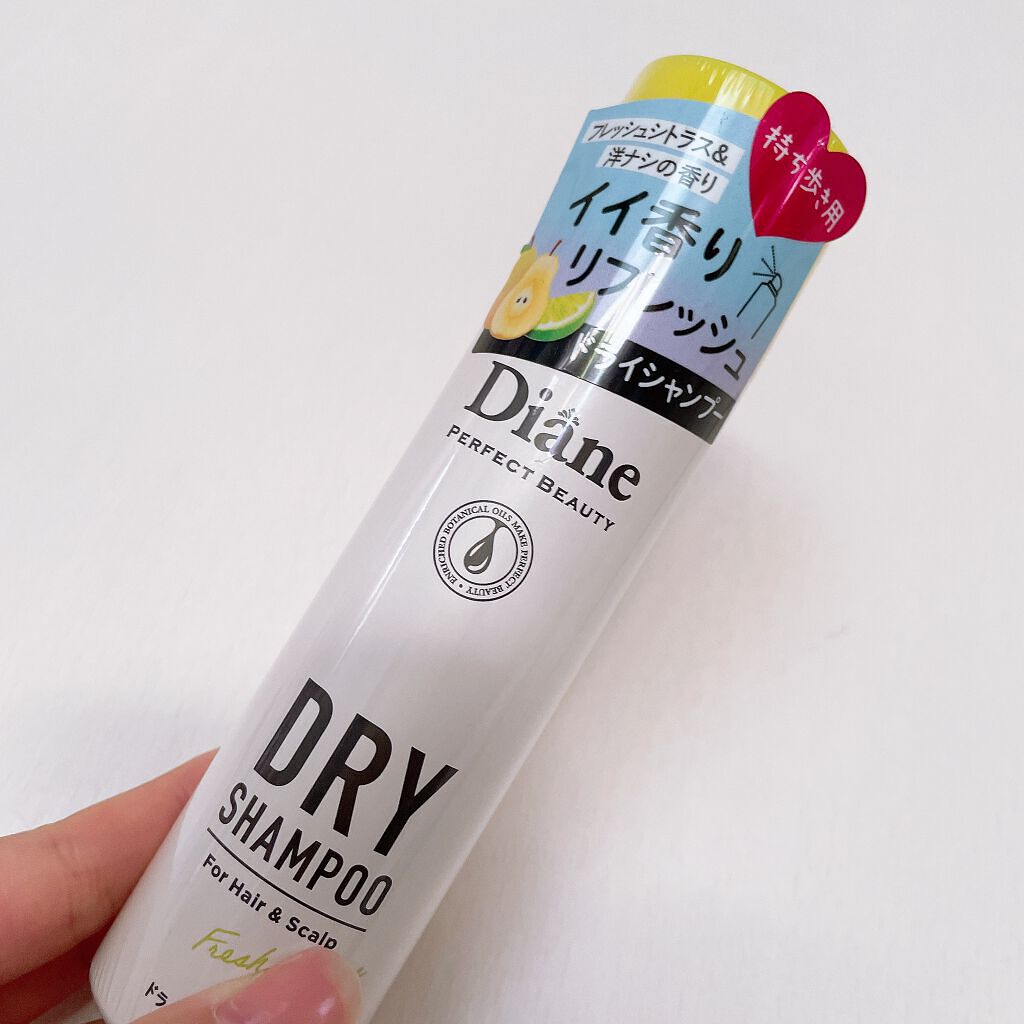 フレッシュシトラス&
洋ナシの香り
持ち歩き用
イイ香り
リフレッシュ
ドライシャンプー
Diane
PERFECT BEAUTY
ENRICHED BOTANICAL OILS MAKE PERFECT BEAUTY •
DRY
SHAMPOO
For Hair & Scalp
Fresh